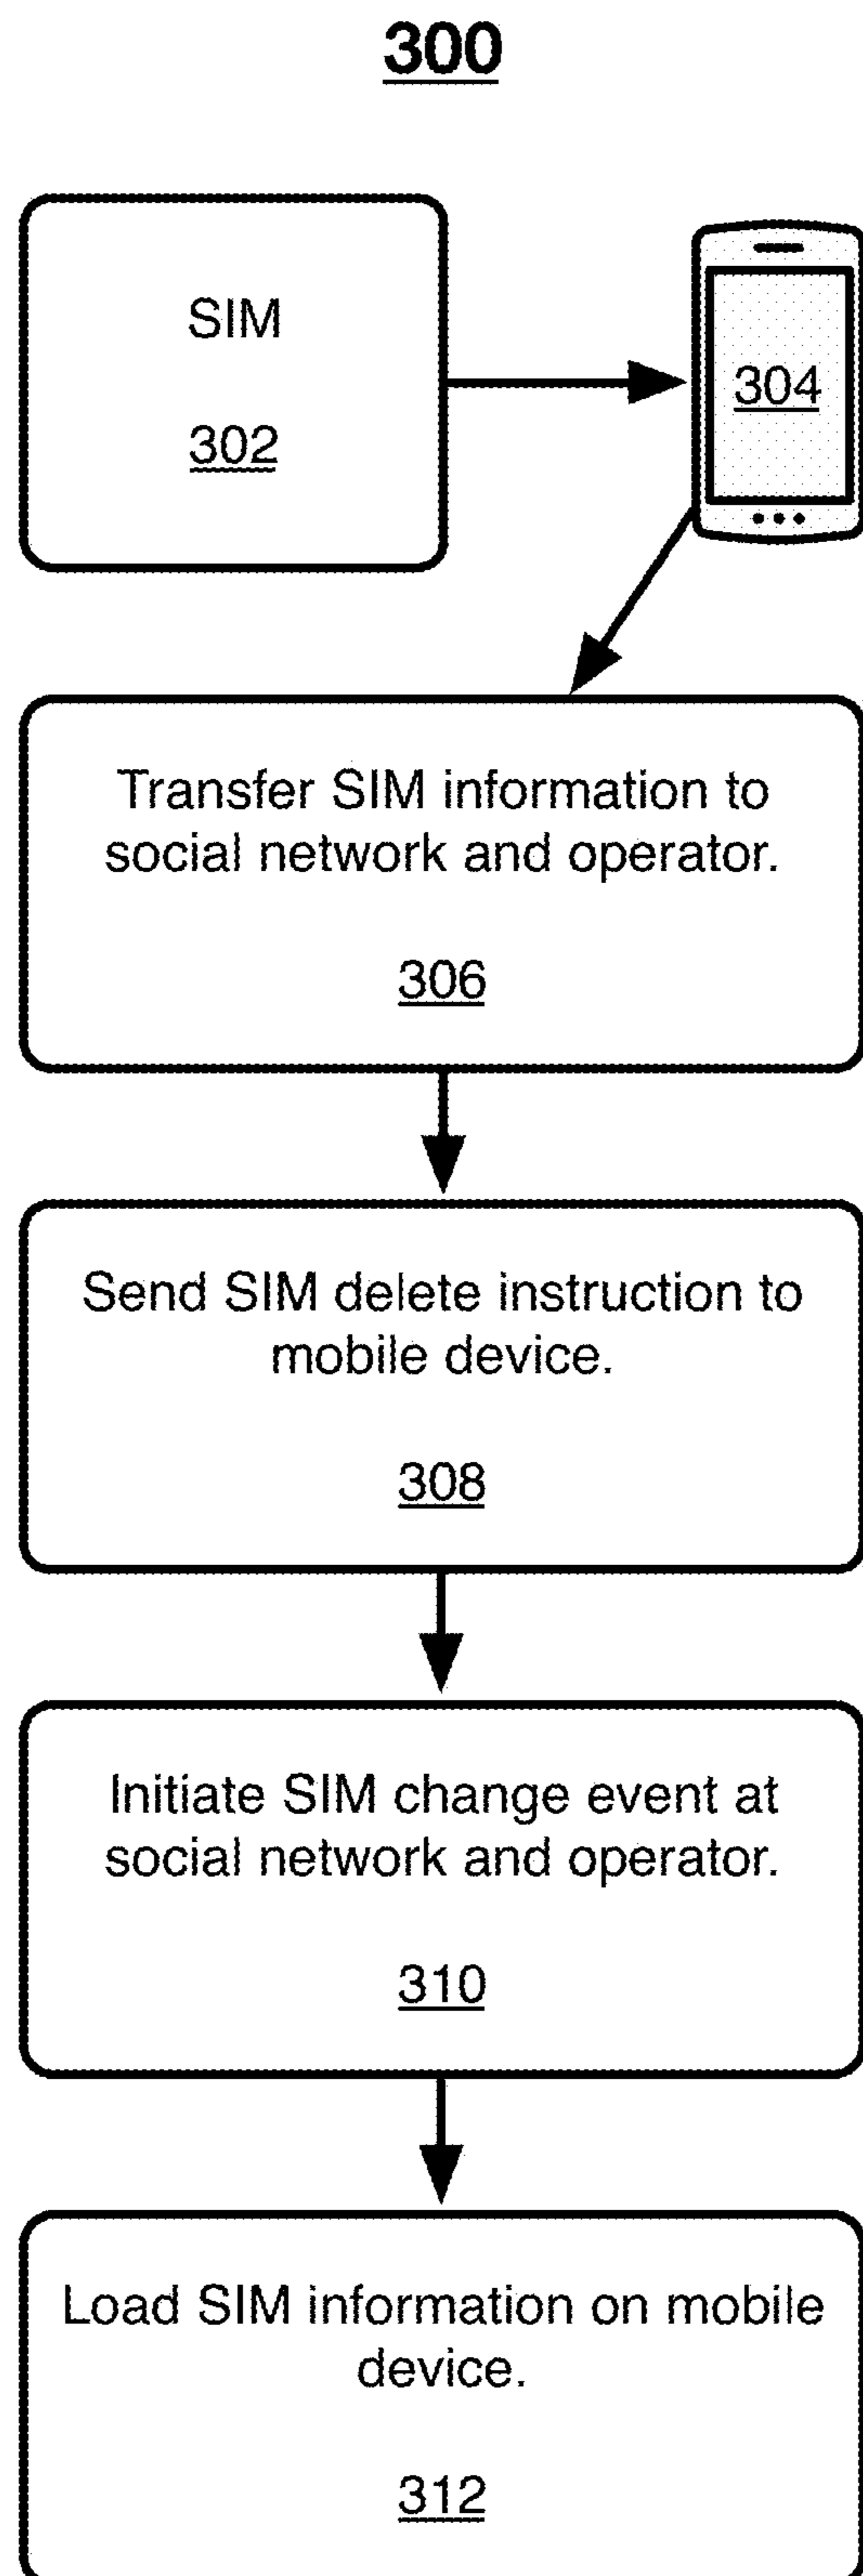 300
SIM
302
304
Transfer SIM information to
social network and operator.
306
Send SIM delete instruction to
mobile device.
308
Initiate SIM change event at
social network and operator.
310
Load SIM information on mobile
device.
312